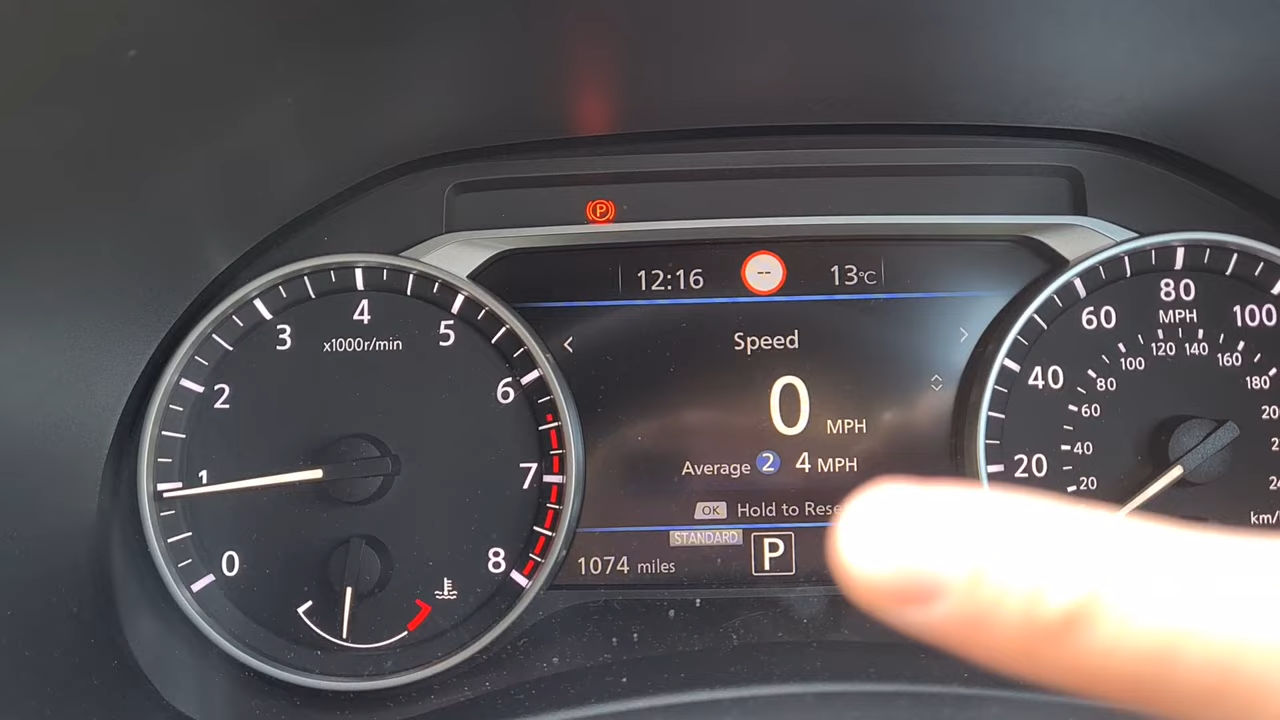 (P)
12:16 -- 13°C
< Speed >
0 MPH
Average 2 4 MPH
OK Hold to Rese
STANDARD
1074 miles P
0
1
2
3
4
5
6
7
8
x1000r/min
20
40
60
80
100
MPH
20
40
60
80
100
120
140
160
180
km/